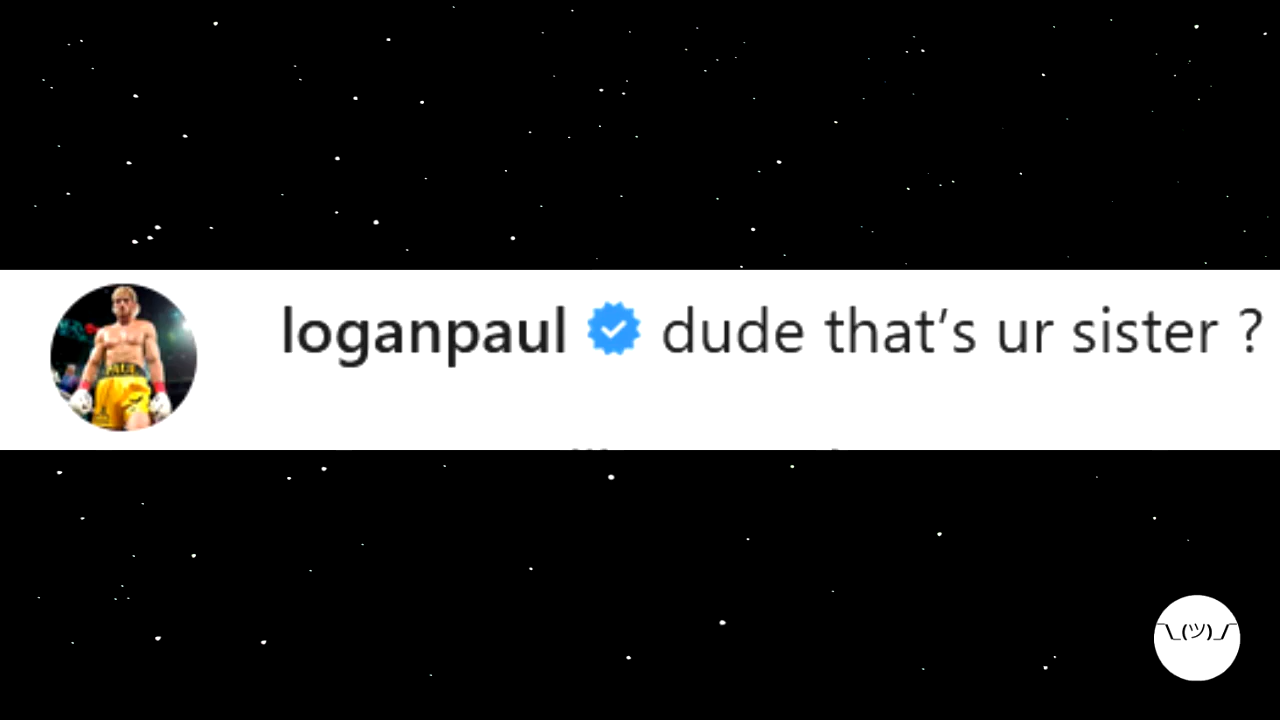 loganpaul dude that’s ur sister ?
¯\_(ツ)_/¯